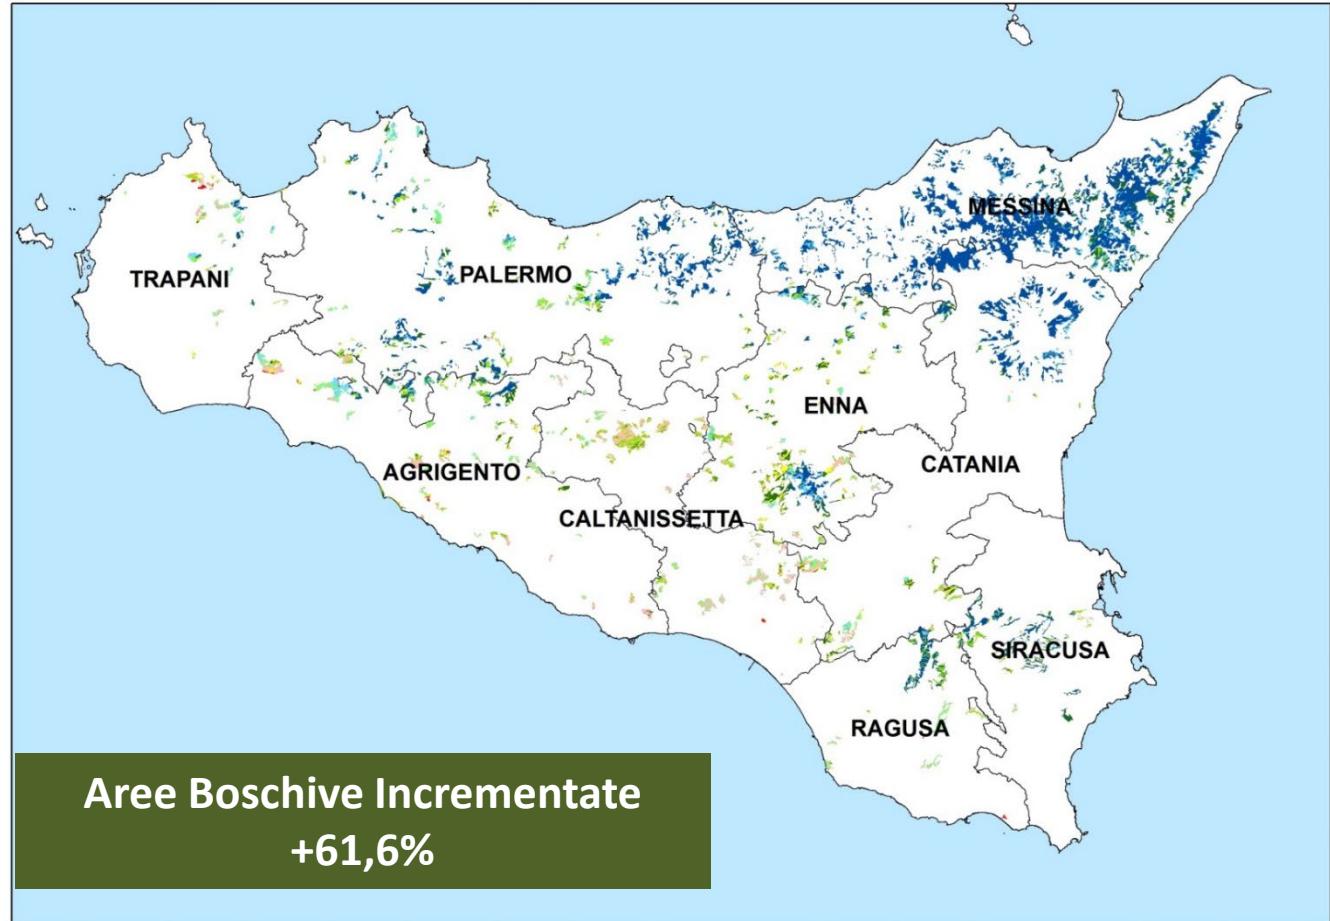 MESSINA
TRAPANI
PALERMO
ENNA
AGRIGENTO
CATANIA
CALTANISSETTA
SIRACUSA
RAGUSA
Aree Boschive Incrementate
+61,6%